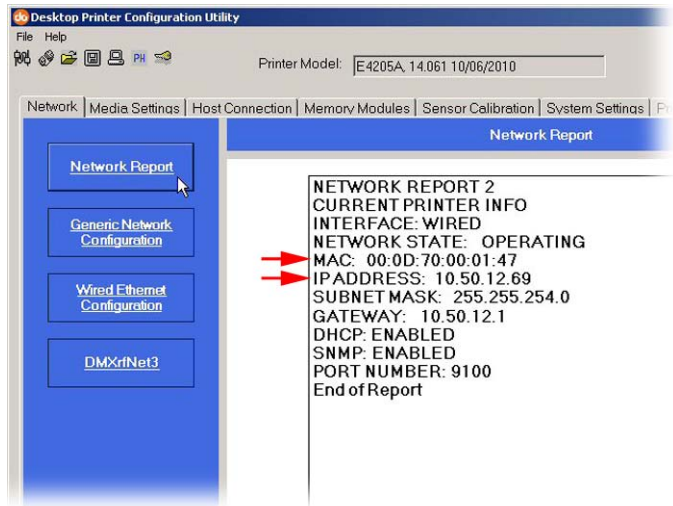 Desktop Printer Configuration Utility
File Help
PH
Printer Model: E4205A, 14.061 10/06/2010
Network Media Settings Host Connection Memory Modules Sensor Calibration System Settings
Network Report
Network Report
Generic Network
Configuration
Wired Ethernet
Configuration
DMXrfNet3
NETWORK REPORT 2
CURRENT PRINTER INFO
INTERFACE: WIRED
NETWORK STATE: OPERATING
MAC: 00:0D:70:00:01:47
IP ADDRESS: 10.50.12.69
SUBNET MASK: 255.255.254.0
GATEWAY: 10.50.12.1
DHCP: ENABLED
SNMP: ENABLED
PORT NUMBER: 9100
End of Report